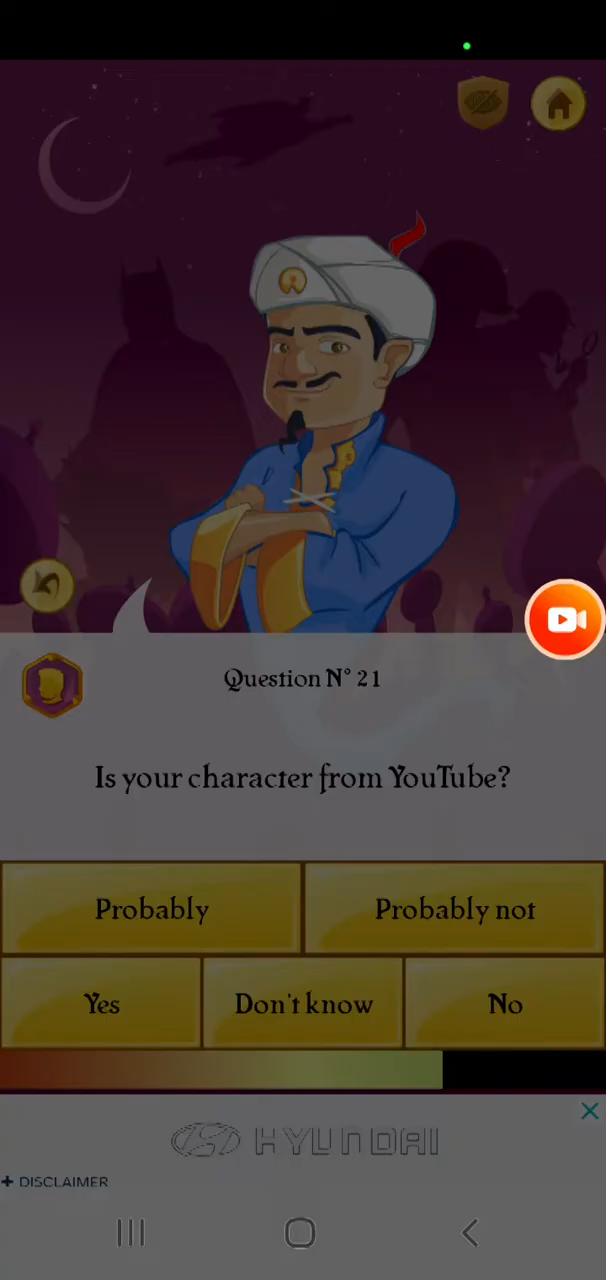 Question N° 21
Is your character from YouTube?
Probably
Probably not
Yes
Don't know
No
HYUNDAI
+ DISCLAIMER